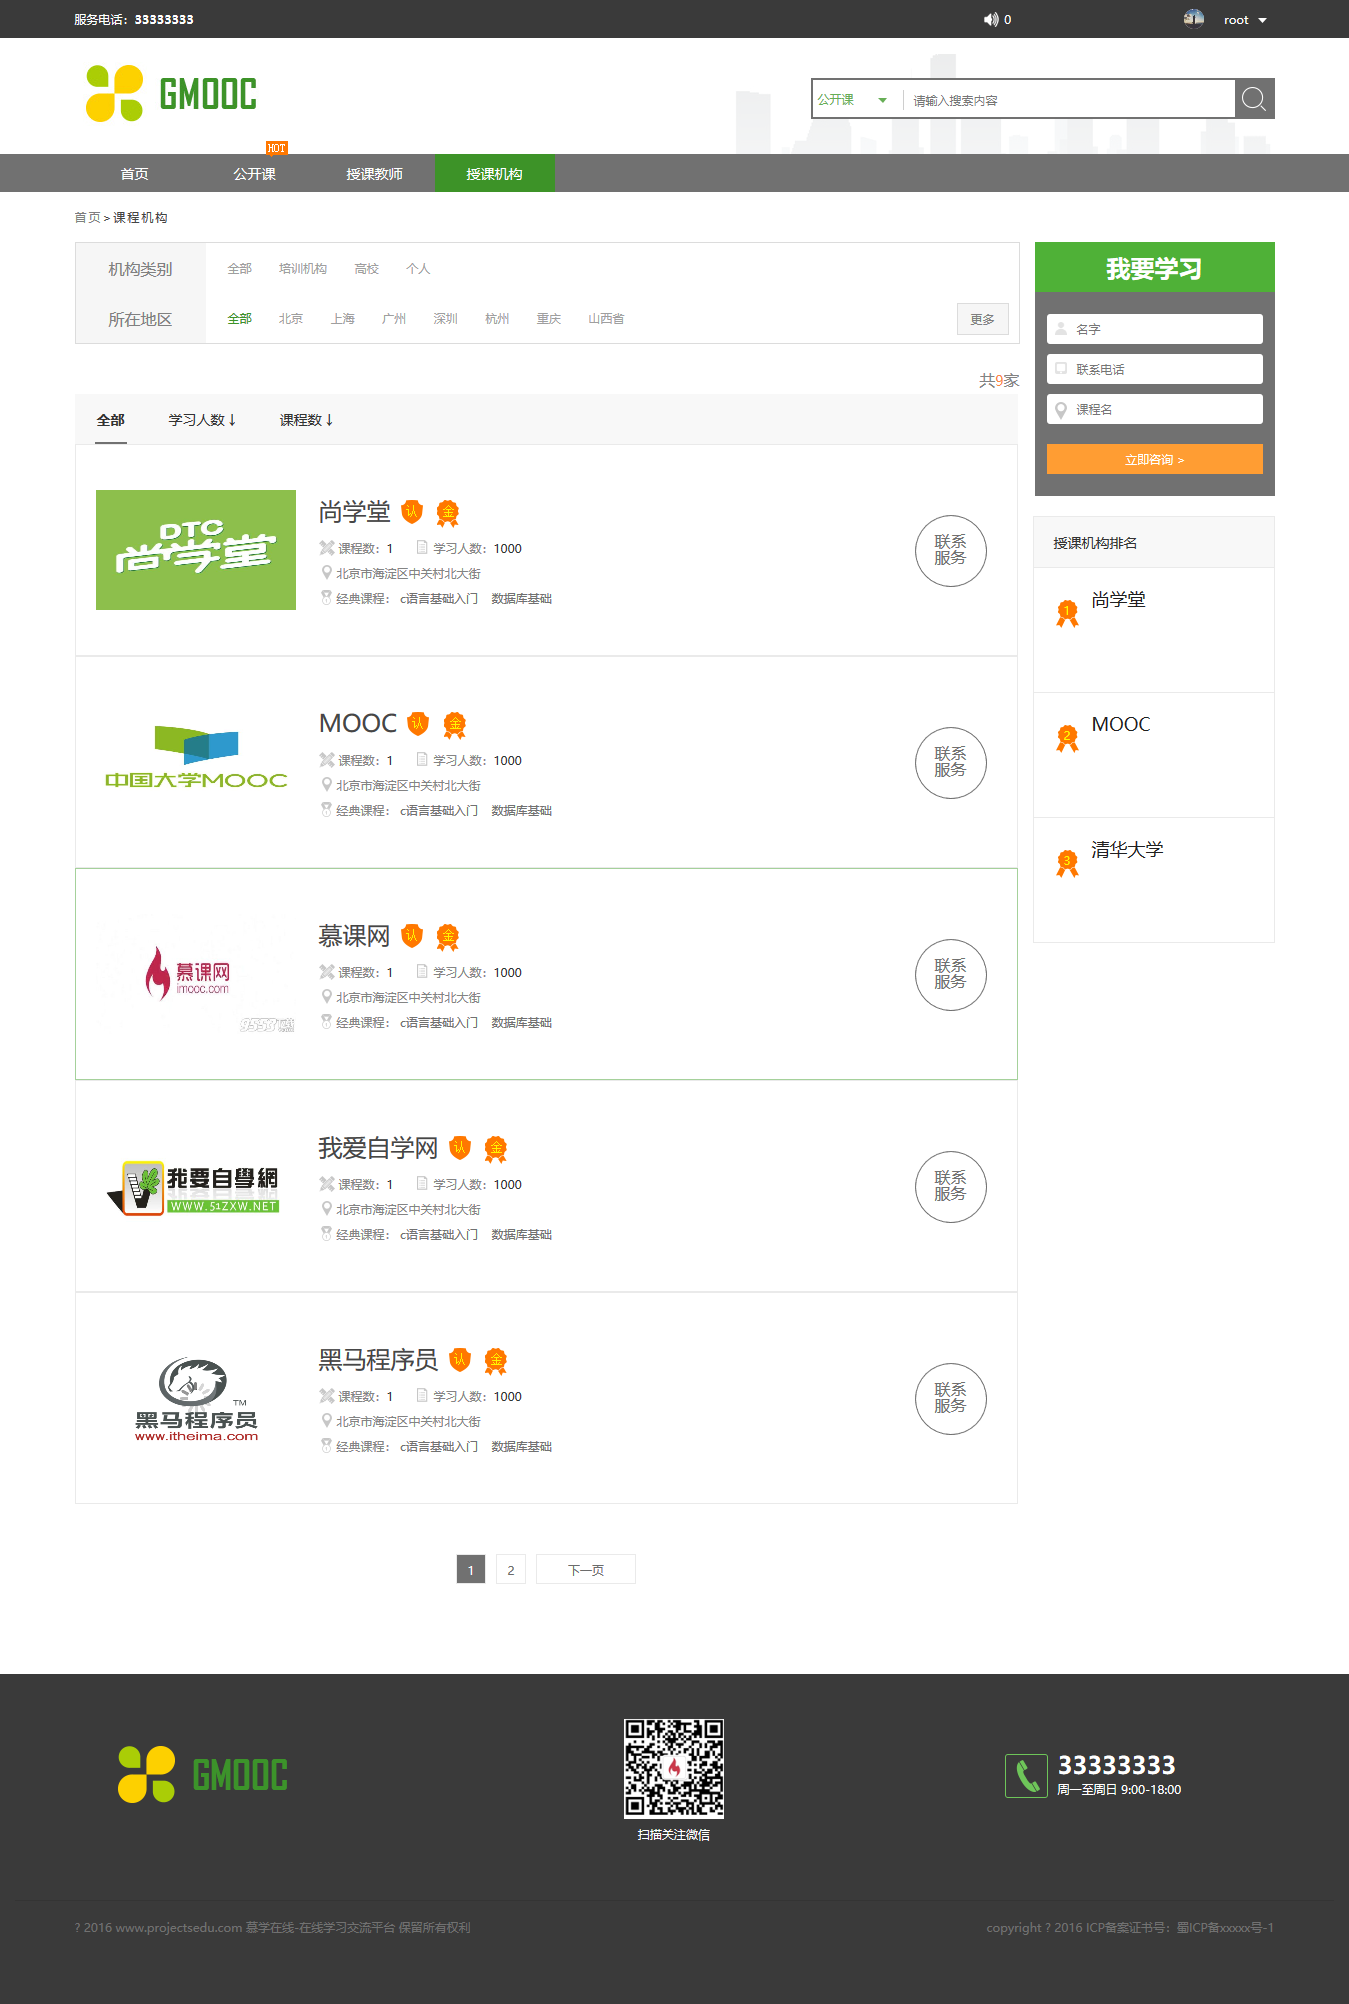 服务电话：33333333
0
root
GMOOC
公开课
请输入搜索内容
HOT
首页
公开课
授课教师
授课机构
首页>课程机构
机构类别
全部
培训机构
高校
个人
所在地区
全部
北京
上海
广州
深圳
杭州
重庆
山西省
更多
共9家
全部
学习人数↓
课程数↓
DTC
尚学堂
尚学堂
认
金
课程数：1
学习人数：1000
北京市海淀区中关村北大街
经典课程：
c语言基础入门
数据库基础
联系
服务
中国大学MOOC
MOOC
认
金
课程数：1
学习人数：1000
北京市海淀区中关村北大街
经典课程：
c语言基础入门
数据库基础
联系
服务
慕课网
imooc.com
慕课网
认
金
课程数：1
学习人数：1000
北京市海淀区中关村北大街
经典课程：
c语言基础入门
数据库基础
联系
服务
我要自學網
WWW.51ZXW.NET
我爱自学网
认
金
课程数：1
学习人数：1000
北京市海淀区中关村北大街
经典课程：
c语言基础入门
数据库基础
联系
服务
TM
黑马程序员
www.itheima.com
黑马程序员
认
金
课程数：1
学习人数：1000
北京市海淀区中关村北大街
经典课程：
c语言基础入门
数据库基础
联系
服务
1
2
下一页
我要学习
名字
联系电话
课程名
立即咨询 >
授课机构排名
1
尚学堂
2
MOOC
3
清华大学
GMOOC
扫描关注微信
33333333
周一至周日 9:00-18:00
? 2016 www.projectsedu.com 慕学在线-在线学习交流平台 保留所有权利
copyright ? 2016 ICP备案证书号：蜀ICP备xxxxx号-1